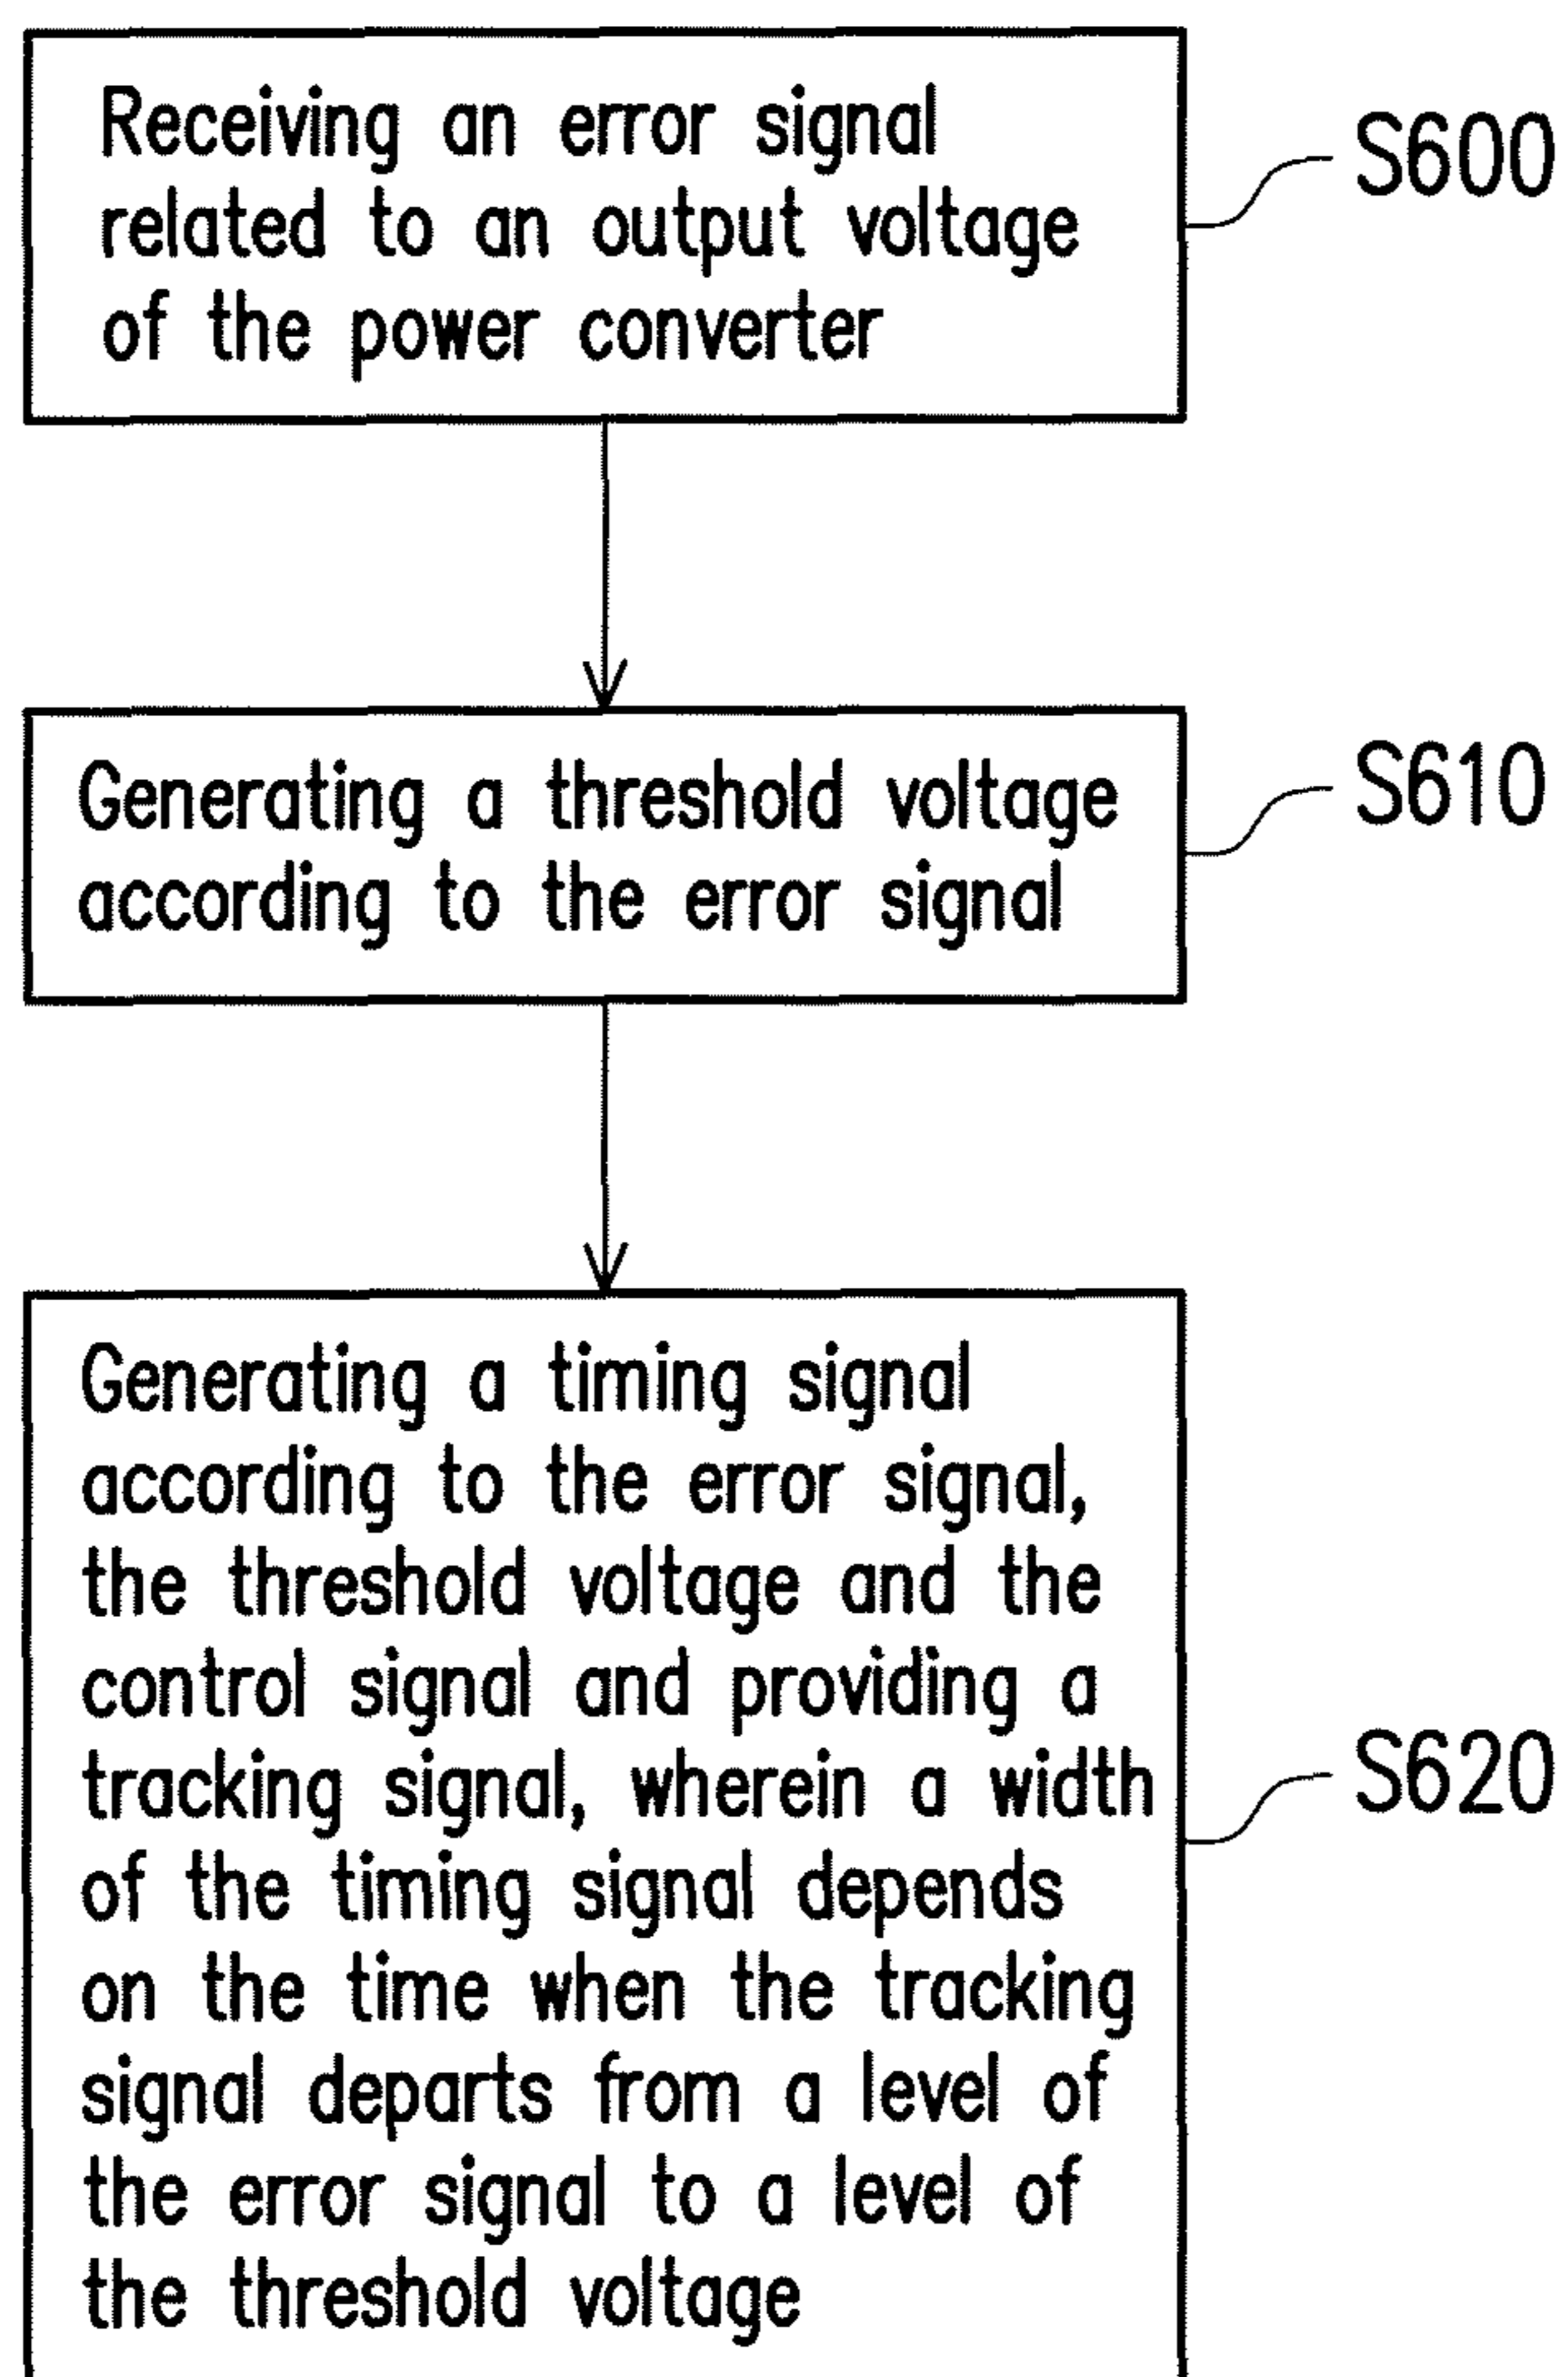 Receiving an error signal
related to an output voltage
of the power converter
S600
Generating a threshold voltage
according to the error signal
S610
Generating a timing signal
according to the error signal,
the threshold voltage and the
control signal and providing a
tracking signal, wherein a width
of the timing signal depends
on the time when the tracking
signal departs from a level of
the error signal to a level of
the threshold voltage
S620